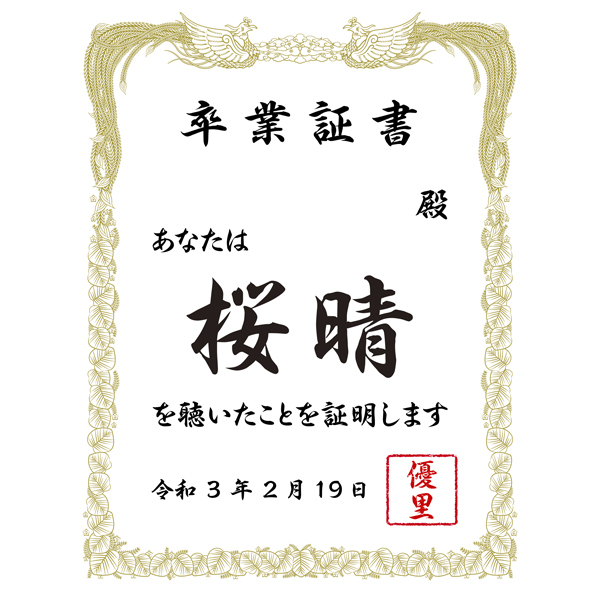 卒業証書
殿
あなたは
桜晴
を聴いたことを証明します
令和3年2月19日
優里